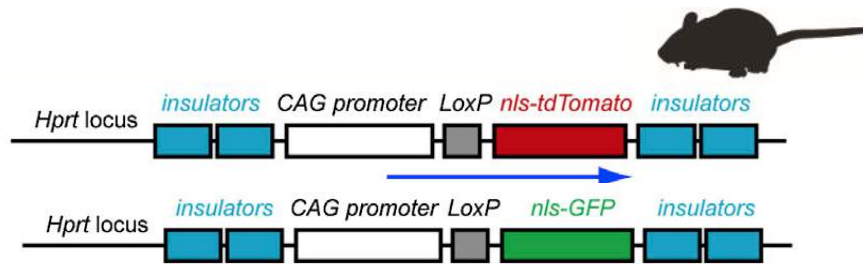 insulators CAG promoter LoxP nls-tdTomato insulators
Hprt locus
insulators CAG promoter LoxP nls-GFP insulators
Hprt locus